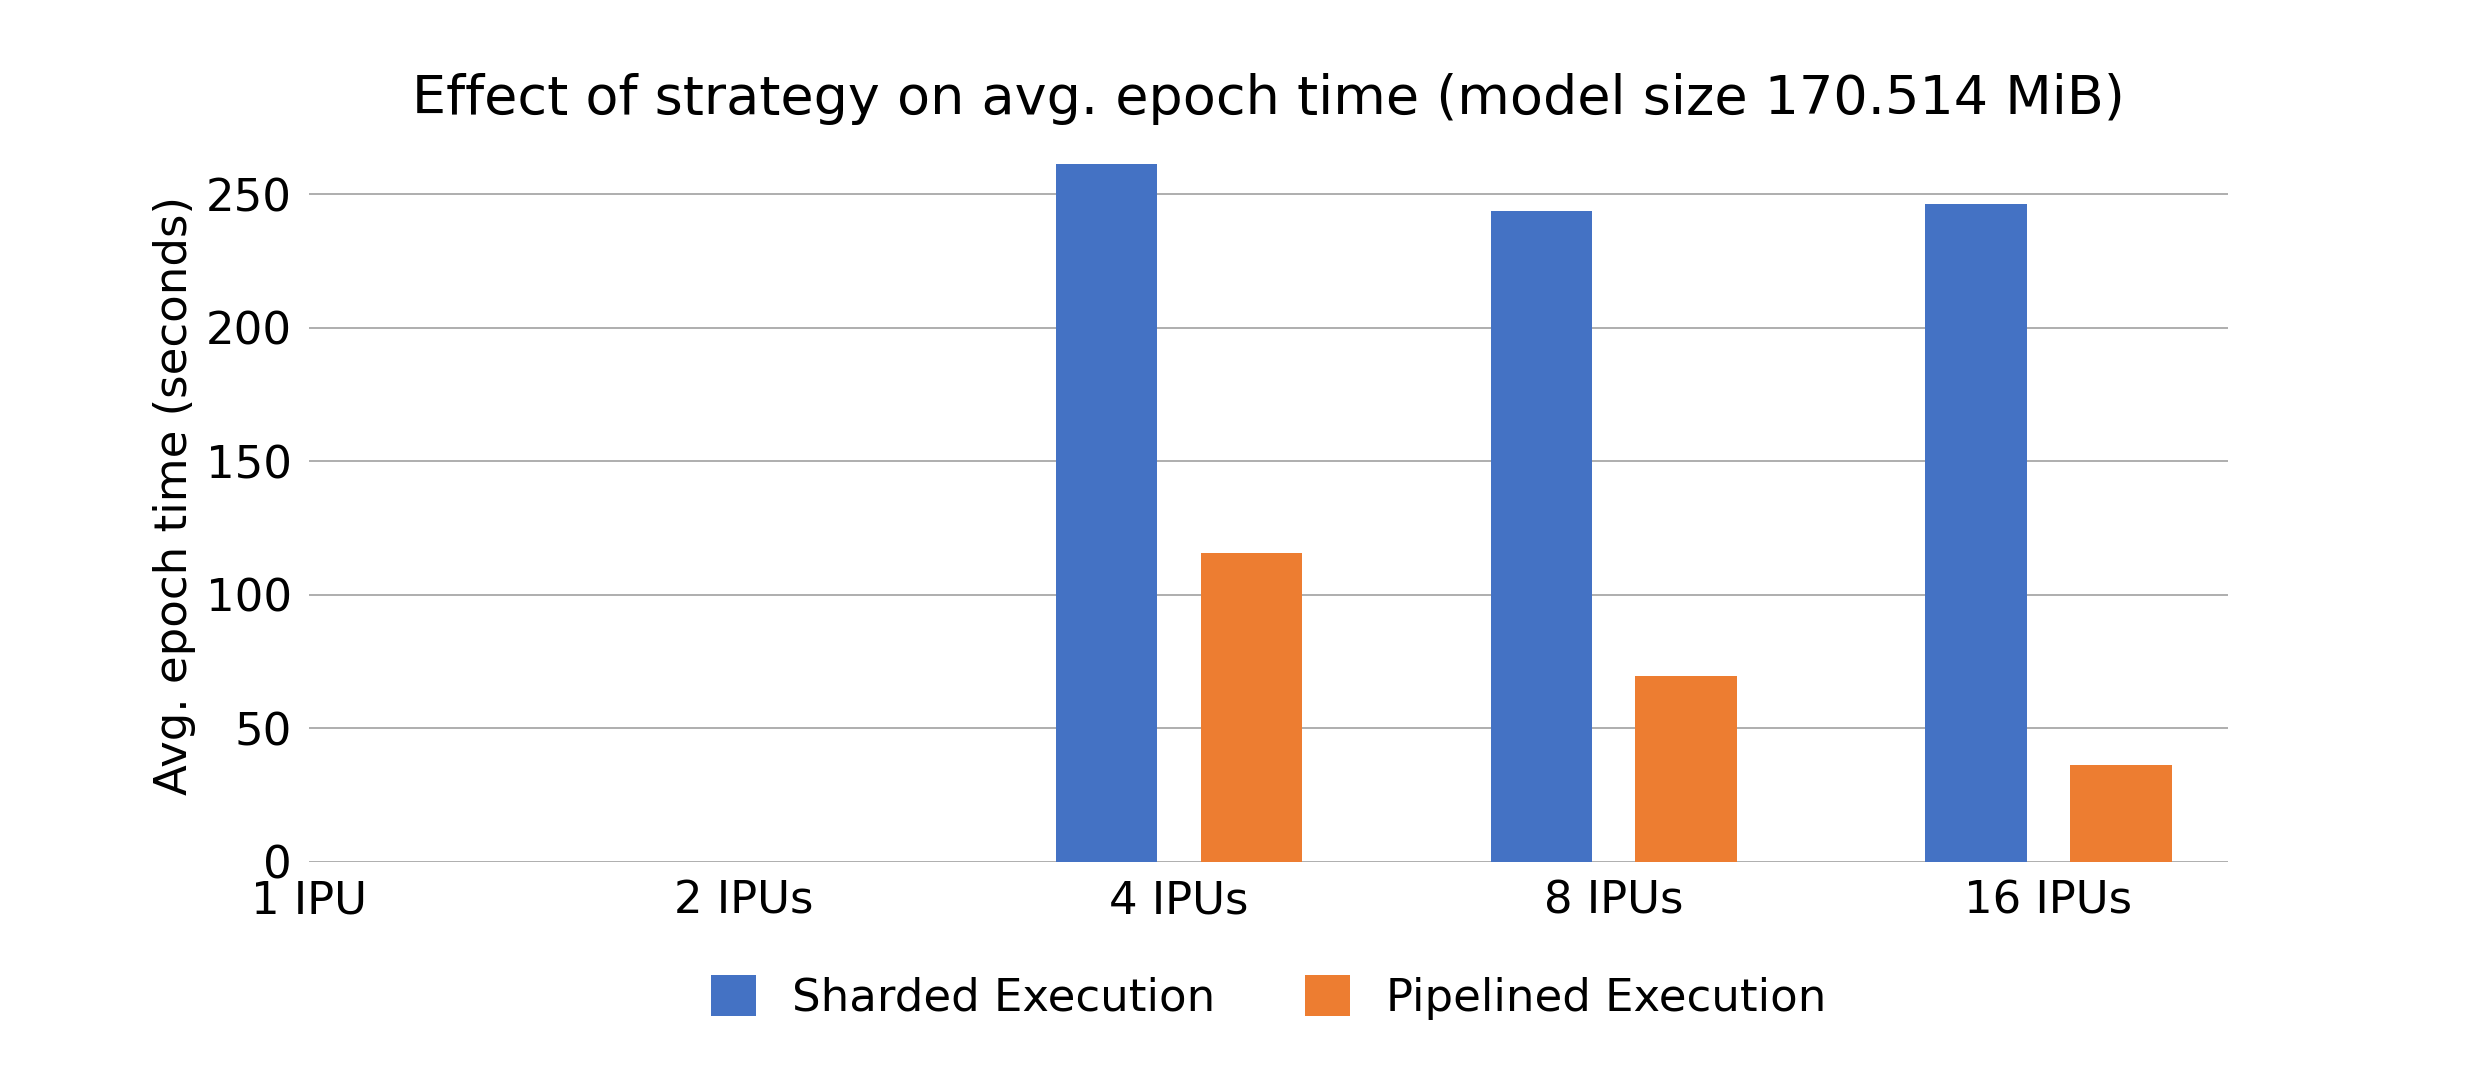 Effect of strategy on avg. epoch time (model size 170.514 MiB)
Avg. epoch time (seconds)
250
200
150
100
50
0
1 IPU
2 IPUs
4 IPUs
8 IPUs
16 IPUs
Sharded Execution
Pipelined Execution